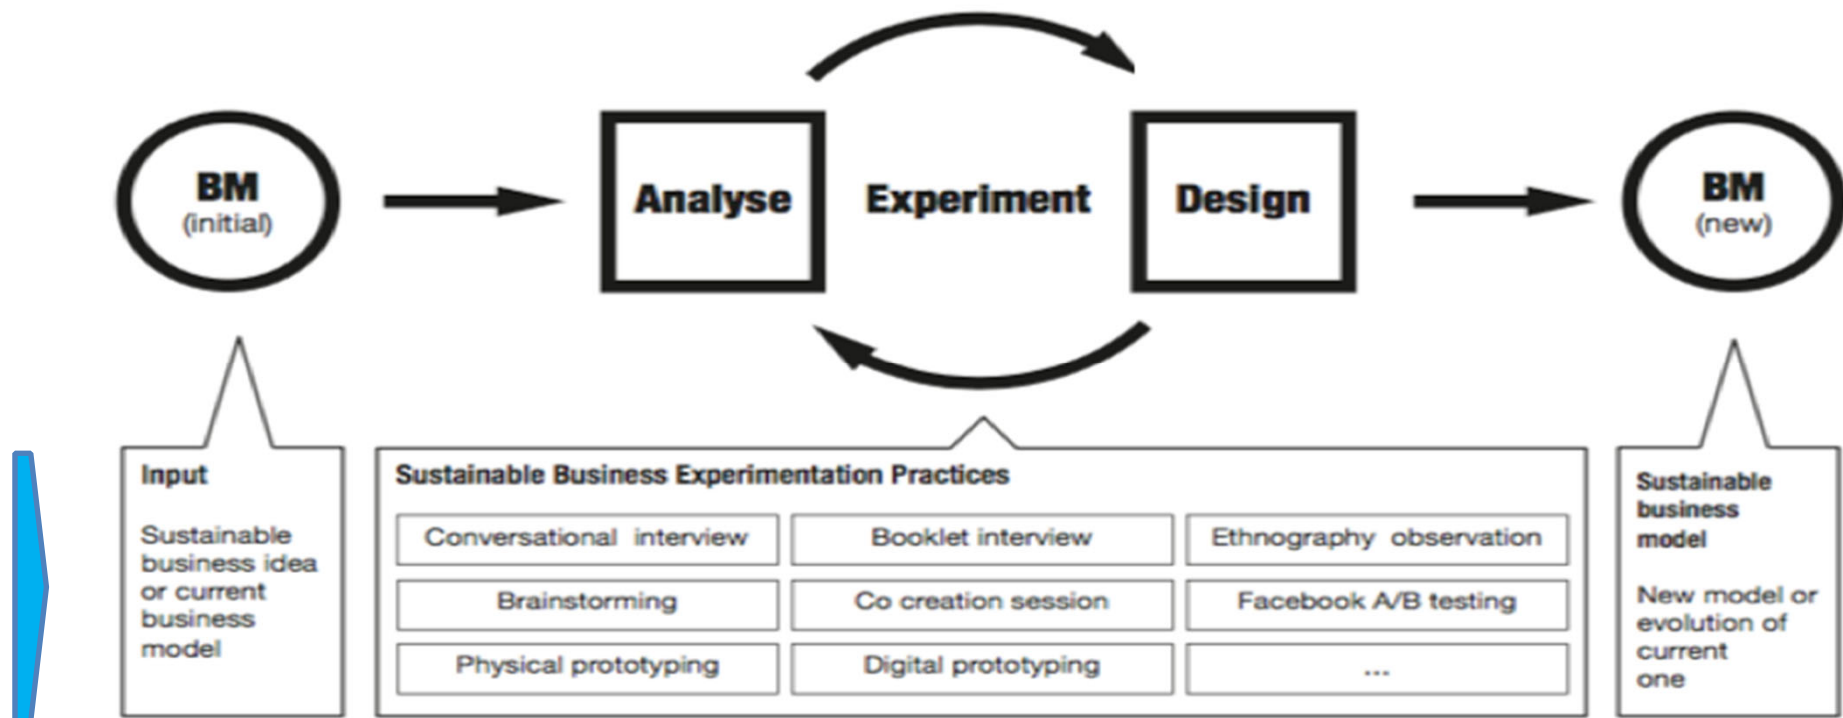 BM
(initial)
Analyse
Experiment
Design
BM
(new)
Input
Sustainable
business idea
or current
business
model
Sustainable Business Experimentation Practices
Conversational interview
Booklet interview
Ethnography observation
Brainstorming
Co creation session
Facebook A/B testing
Physical prototyping
Digital prototyping
...
Sustainable
business
model
New model or
evolution of
current
one